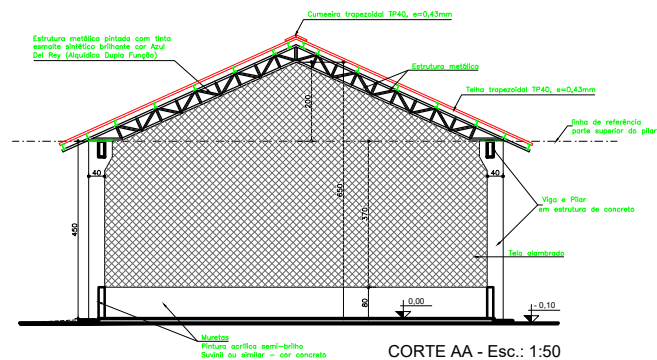 Cumeeira trapezoidal TP40, e=0,43mm
Estrutura metálica pintada com tinta
esmalte sintético brilhante cor Azul
Del Rey (Alquídica Dupla Função)
Estrutura metálica
Telha trapezoidal TP40, e=0,43mm
linha de referência
parte superior do pilar
200
40
40
450
650
370
Viga e Pilar
em estrutura de concreto
Tela alambrado
80
0,00
- 0,10
Muretas
Pintura acrílica semi-brilho
Suvinil ou similar - cor concreto
CORTE AA - Esc.: 1:50